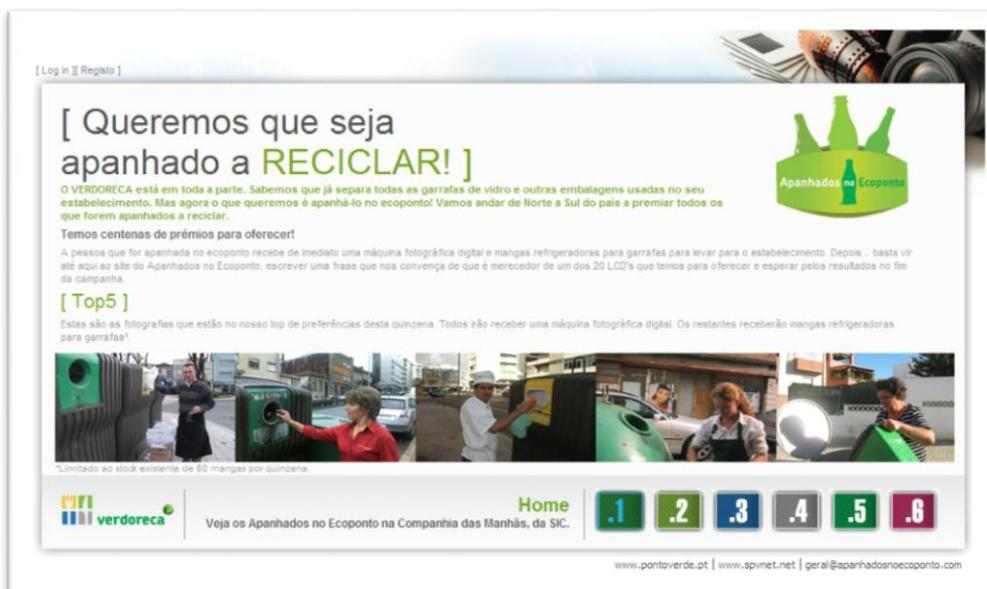 [ Log in ][ Registo ]
[ Queremos que seja
apanhado a RECICLAR! ]
Apanhados no Ecoponto
O VERDORECA está em toda a parte. Sabemos que já separa todas as garrafas de vidro e outras embalagens usadas no seu
estabelecimento. Mas agora o que queremos é apanhá-lo no ecoponto! Vamos andar de Norte a Sul do país a premiar todos os
que forem apanhados a reciclar.
Temos centenas de prémios para oferecer!
A pessoa que for apanhada no ecoponto recebe de imediato uma máquina fotográfica digital e mangas refrigeradoras para garrafas para levar para o estabelecimento. Depois... basta vir
até aqui ao site do Apanhados no Ecoponto, escrever uma frase que nos convença de que é merecedor de um dos 20 LCD's que temos para oferecer e esperar pelos resultados no fim
da campanha.
[ Top5 ]
Estas são as fotografias que estão no nosso top de preferências desta quinzena. Todos irão receber uma máquina fotográfica digital. Os restantes receberão mangas refrigeradoras
para garrafas*.
*Limitado ao stock existente de 80 mangas por quinzena.
verdoreca
Home
Veja os Apanhados no Ecoponto na Companhia das Manhãs, da SIC.
.1 .2 .3 .4 .5 .6
www.pontoverde.pt | www.spvnet.net | geral@apanhadosnoecoponto.com